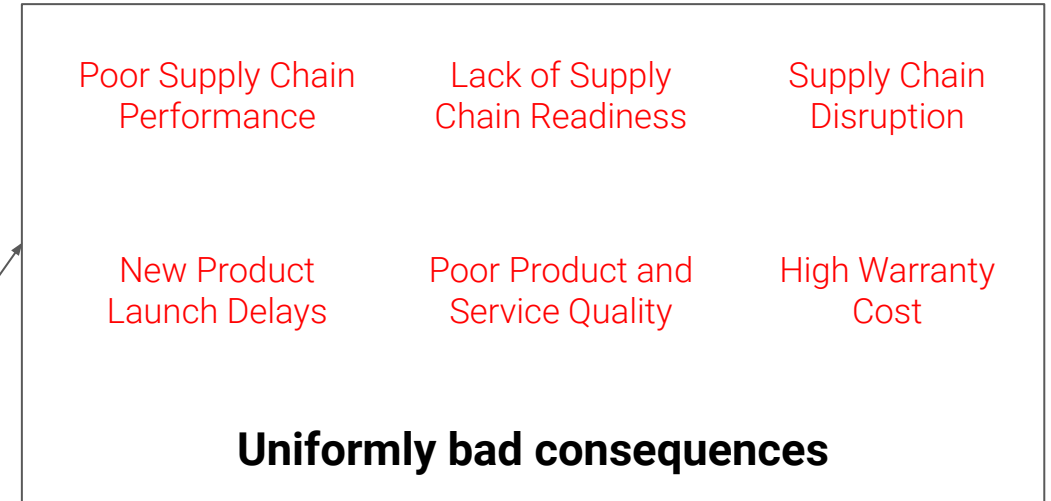 Poor Supply Chain
Performance
Lack of Supply
Chain Readiness
Supply Chain
Disruption
New Product
Launch Delays
Poor Product and
Service Quality
High Warranty
Cost
Uniformly bad consequences